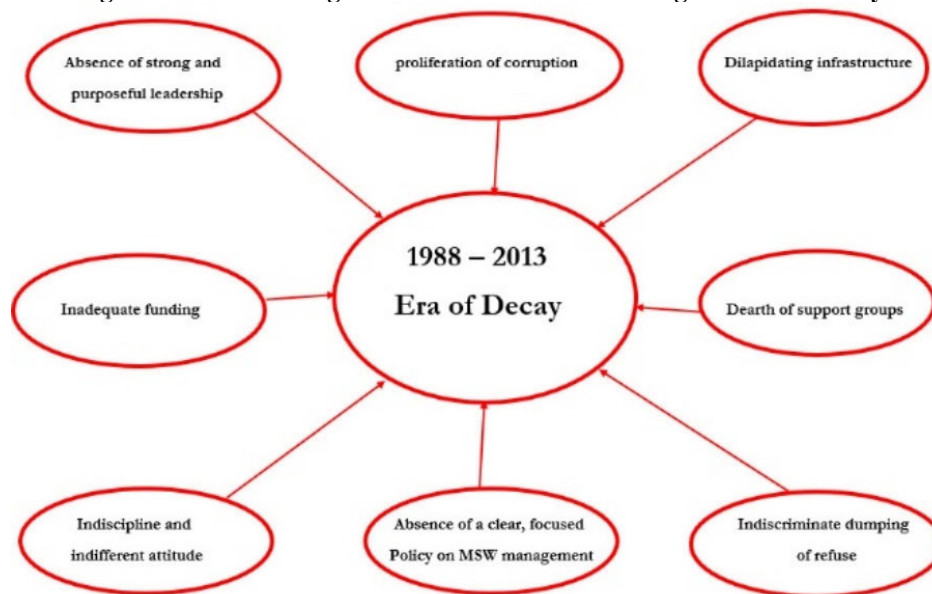 Absence of strong and
purposeful leadership
proliferation of corruption
Dilapidating infrastructure
1988 – 2013
Era of Decay
Inadequate funding
Dearth of support groups
Indiscipline and
indifferent attitude
Absence of a clear, focused
Policy on MSW management
Indiscriminate dumping
of refuse